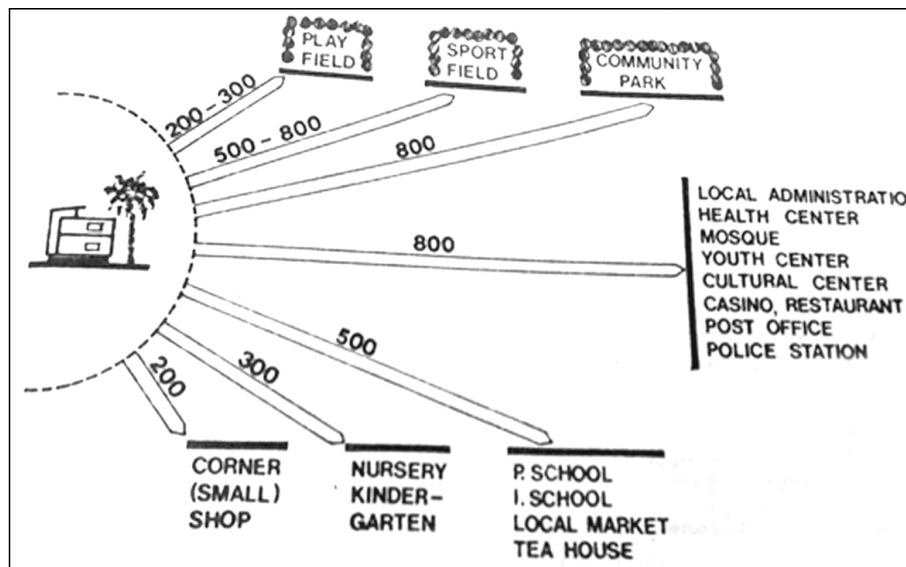 PLAY
FIELD
SPORT
FIELD
COMMUNITY
PARK
200-300
500 - 800
800
800
500
300
200
LOCAL ADMINISTRATIO
HEALTH CENTER
MOSQUE
YOUTH CENTER
CULTURAL CENTER
CASINO, RESTAURANT
POST OFFICE
POLICE STATION
CORNER
(SMALL)
SHOP
NURSERY
KINDER-
GARTEN
P. SCHOOL
I. SCHOOL
LOCAL MARKET
TEA HOUSE